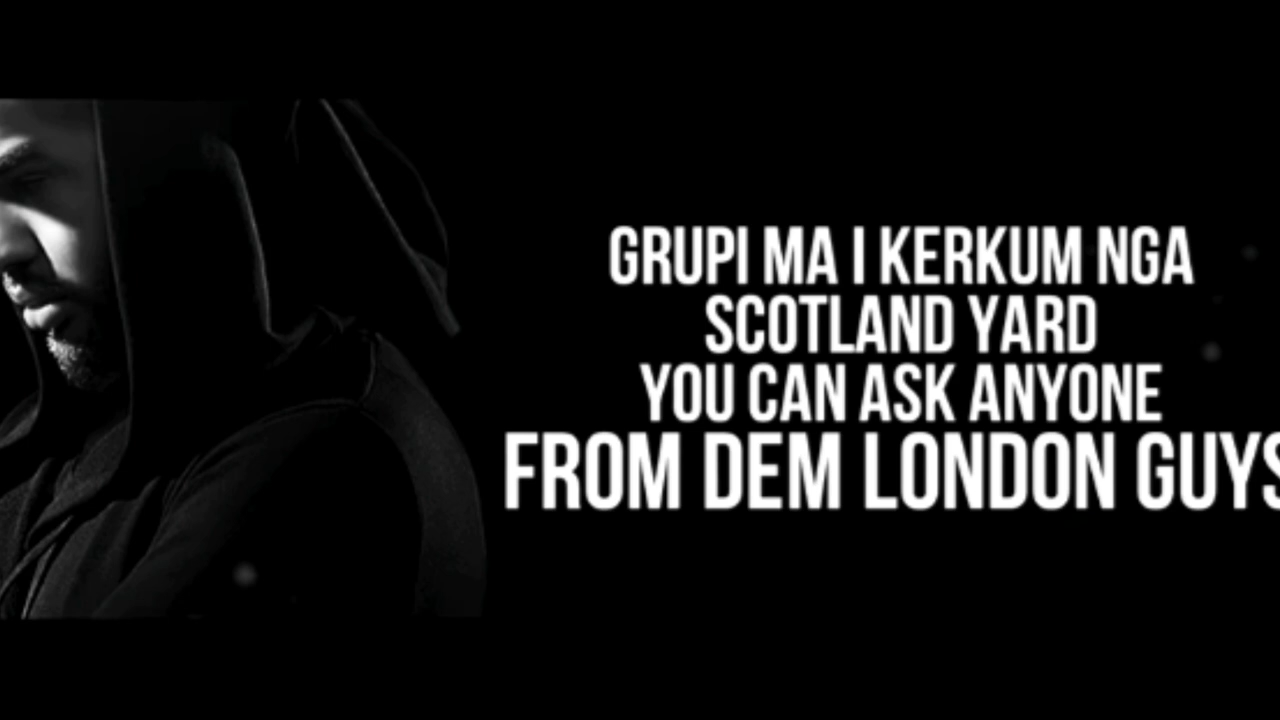 GRUPI MA I KERKUM NGA
SCOTLAND YARD
YOU CAN ASK ANYONE
FROM DEM LONDON GUYS